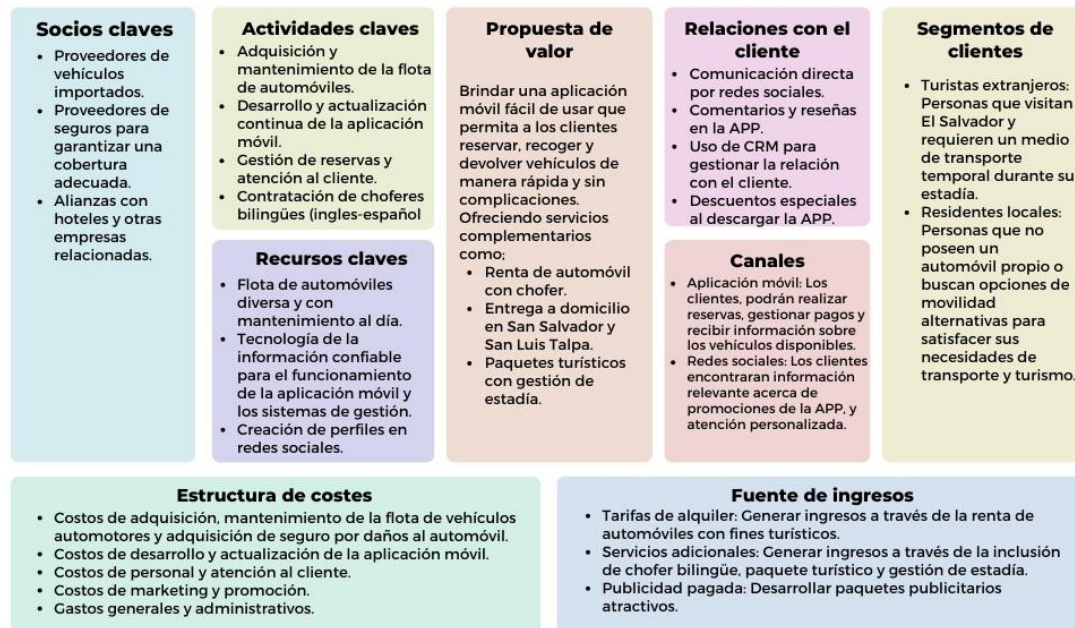 Socios claves
• Proveedores de
vehículos
importados.
• Proveedores de
seguros para
garantizar una
cobertura
adecuada.
• Alianzas con
hoteles y otras
empresas
relacionadas.
Actividades claves
• Adquisición y
mantenimiento de la flota
de automóviles.
• Desarrollo y actualización
continua de la aplicación
móvil.
• Gestión de reservas y
atención al cliente.
• Contratación de choferes
bilingües (ingles-español
Recursos claves
• Flota de automóviles
diversa y con
mantenimiento al día.
• Tecnología de la
información confiable
para el funcionamiento
de la aplicación móvil y
los sistemas de gestión.
• Creación de perfiles en
redes sociales.
Propuesta de
valor
Brindar una aplicación
móvil fácil de usar que
permita a los clientes
reservar, recoger y
devolver vehículos de
manera rápida y sin
complicaciones.
Ofreciendo servicios
complementarios
como;
• Renta de automóvil
con chofer.
• Entrega a domicilio
en San Salvador y
San Luis Talpa.
• Paquetes turísticos
con gestión de
estadía.
Relaciones con el
cliente
• Comunicación directa
por redes sociales.
• Comentarios y reseñas
en la APP.
• Uso de CRM para
gestionar la relación
con el cliente.
• Descuentos especiales
al descargar la APP.
Canales
• Aplicación móvil: Los
clientes, podrán realizar
reservas, gestionar pagos y
recibir información sobre
los vehículos disponibles.
• Redes sociales: Los clientes
encontraran información
relevante acerca de
promociones de la APP, y
atención personalizada.
Segmentos de
clientes
• Turistas extranjeros:
Personas que visitan
El Salvador y
requieren un medio
de transporte
temporal durante su
estadía.
• Residentes locales:
Personas que no
poseen un
automóvil propio o
buscan opciones de
movilidad
alternativas para
satisfacer sus
necesidades de
transporte y turismo.
Estructura de costes
• Costos de adquisición, mantenimiento de la flota de vehículos
automotores y adquisición de seguro por daños al automóvil.
• Costos de desarrollo y actualización de la aplicación móvil.
• Costos de personal y atención al cliente.
• Costos de marketing y promoción.
• Gastos generales y administrativos.
Fuente de ingresos
• Tarifas de alquiler: Generar ingresos a través de la renta de
automóviles con fines turísticos.
• Servicios adicionales: Generar ingresos a través de la inclusión
de chofer bilingüe, paquete turístico y gestión de estadía.
• Publicidad pagada: Desarrollar paquetes publicitarios
atractivos.